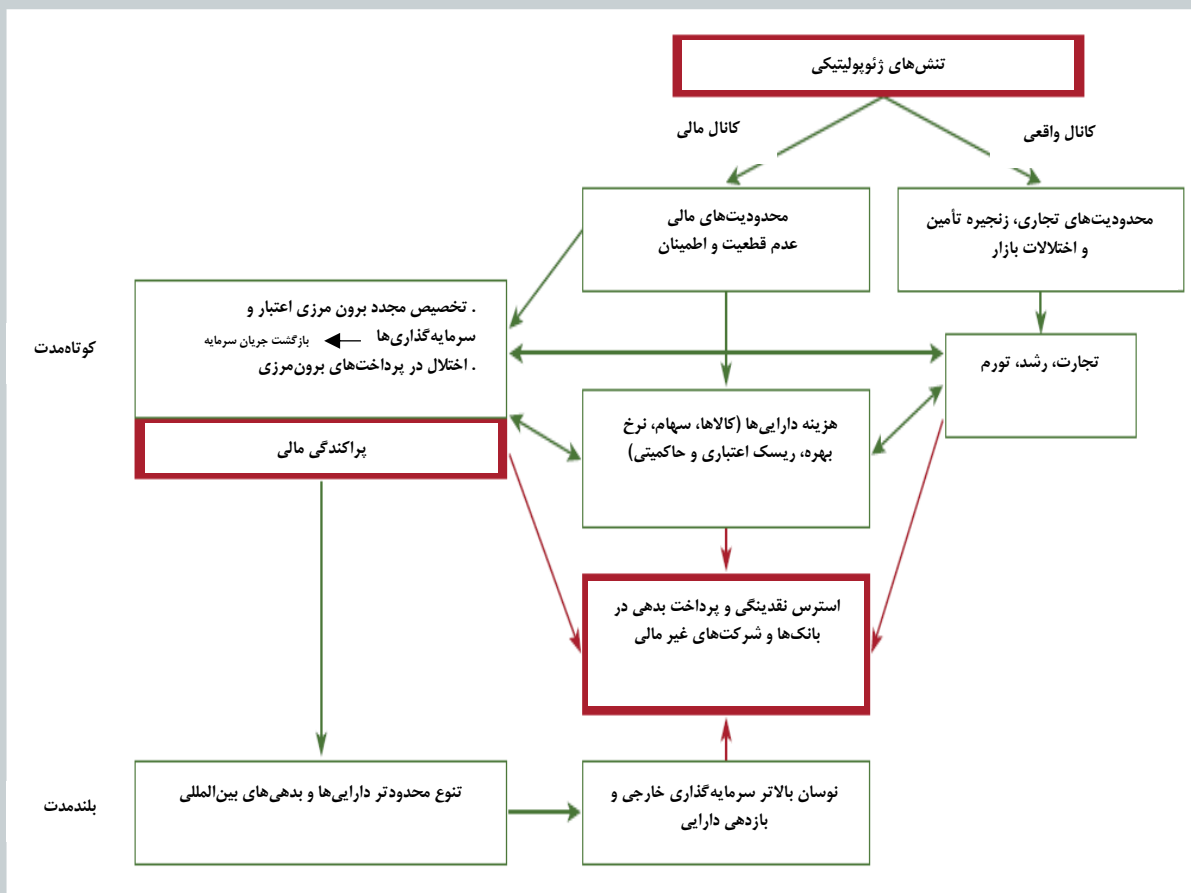 تنش‌های ژئوپولیتیکی
کانال واقعی
کانال مالی
محدودیت‌های تجاری، زنجیره تأمین
و اختلالات بازار
محدودیت‌های مالی
عدم قطعیت و اطمینان
کوتاه‌مدت
. تخصیص مجدد برون مرزی اعتبار و
سرمایه‌گذاری‌ها بازگشت جریان سرمایه
. اختلال در پرداخت‌های برون‌مرزی
پراکندگی مالی
تجارت، رشد، تورم
هزینه دارایی‌ها (کالاها، سهام، نرخ
بهره، ریسک اعتباری و حاکمیتی)
استرس نقدینگی و پرداخت بدهی در
بانک‌ها و شرکت‌های غیر مالی
بلندمدت
تنوع محدودتر دارایی‌ها و بدهی‌های بین‌المللی
نوسان بالاتر سرمایه‌گذاری خارجی و
بازدهی دارایی